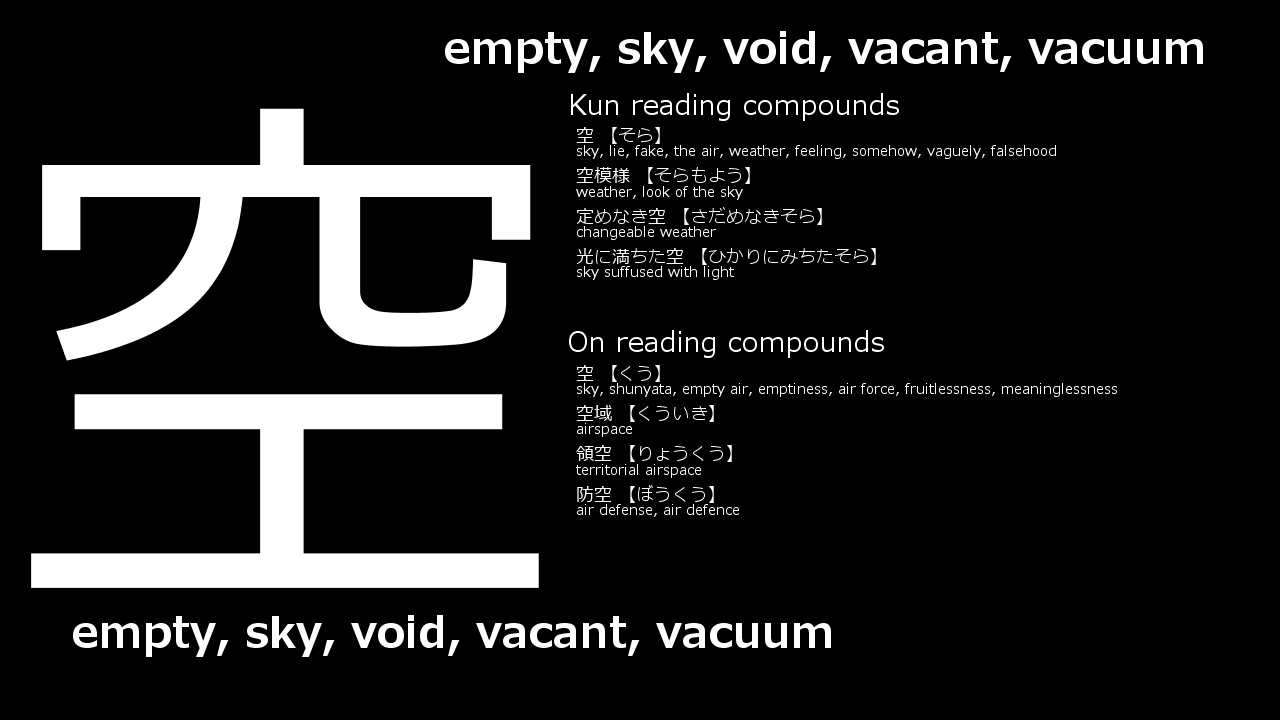 empty, sky, void, vacant, vacuum
空
Kun reading compounds
空 【そら】
sky, lie, fake, the air, weather, feeling, somehow, vaguely, falsehood
空模様 【そらもよう】
weather, look of the sky
定めなき空 【さだめなきそら】
changeable weather
光に満ちた空 【ひかりにみちたそら】
sky suffused with light
On reading compounds
空 【くう】
sky, shunyata, empty air, emptiness, air force, fruitlessness, meaninglessness
空域 【くういき】
airspace
領空 【りょうくう】
territorial airspace
防空 【ぼうくう】
air defense, air defence
empty, sky, void, vacant, vacuum